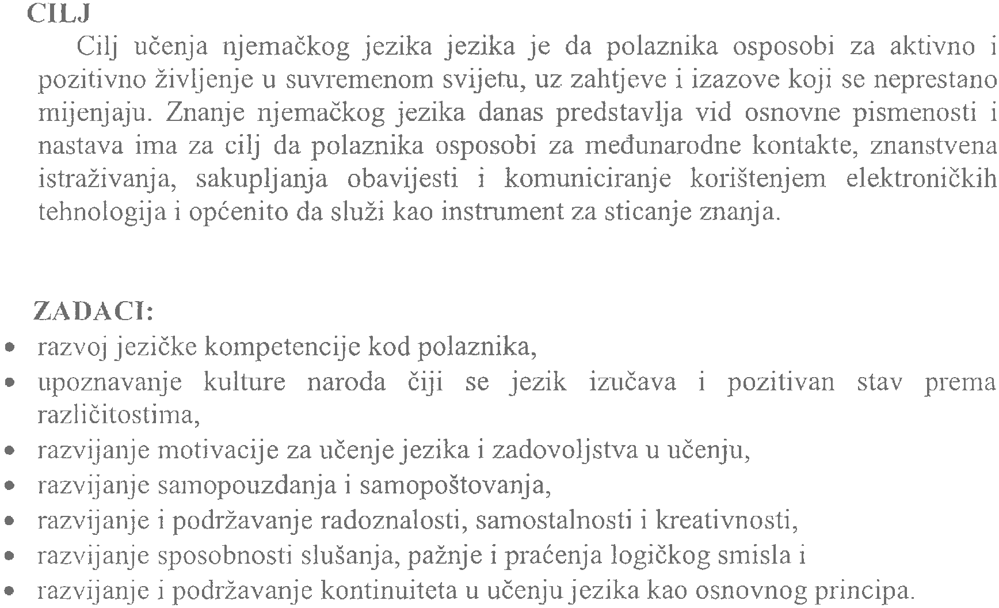 CILJ
Cilj učenja njemačkog jezika jezika je da polaznika osposobi za aktivno i
pozitivno življenje u suvremenom svijetu, uz zahtjeve i izazove koji se neprestano
mijenjaju. Znanje njemačkog jezika danas predstavlja vid osnovne pismenosti i
nastava ima za cilj da polaznika osposobi za međunarodne kontakte, znanstvena
istraživanja, sakupljanja obavijesti i komuniciranje korištenjem elektroničkih
tehnologija i općenito da služi kao instrument za sticanje znanja.
ZADACI:
• razvoj jezičke kompetencije kod polaznika,
• upoznavanje kulture naroda čiji se jezik izučava i pozitivan stav prema
različitostima,
• razvijanje motivacije za učenje jezika i zadovoljstva u učenju,
• razvijanje samopouzdanja i samopoštovanja,
• razvijanje i podržavanje radoznalosti, samostalnosti i kreativnosti,
• razvijanje sposobnosti slušanja, pažnje i praćenja logičkog smisla i
• razvijanje i podržavanje kontinuiteta u učenju jezika kao osnovnog principa.